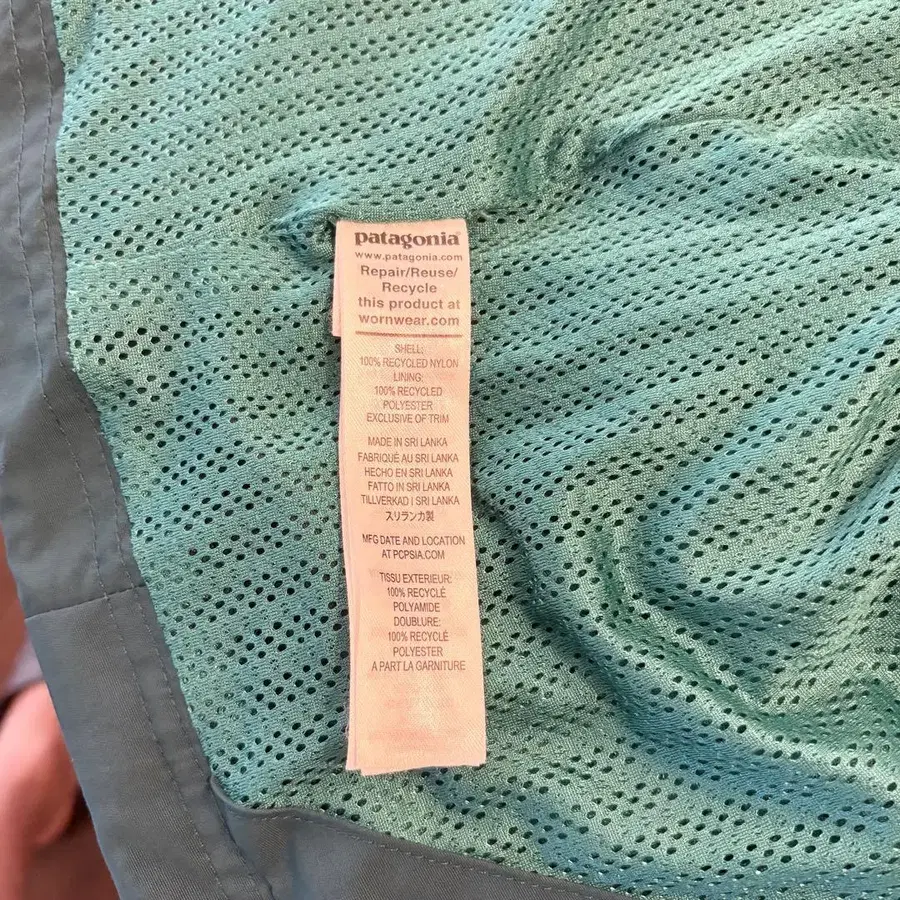 patagonia
www.patagonia.com
Repair/Reuse/
Recycle
this product at
wornwear.com
SHELL:
100% RECYCLED NYLON
LINING:
100% RECYCLED
POLYESTER
EXCLUSIVE OF TRIM
MADE IN SRI LANKA
FABRIQUÉ AU SRI LANKA
HECHO EN SRI LANKA
FATTO IN SRI LANKA
TILLVERKAD I SRI LANKA
スリランカ製
MFG DATE AND LOCATION
AT PCPSIA.COM
TISSU EXTERIEUR:
100% RECYCLÉ
POLYAMIDE
DOUBLURE:
100% RECYCLÉ
POLYESTER
A PART LA GARNITURE